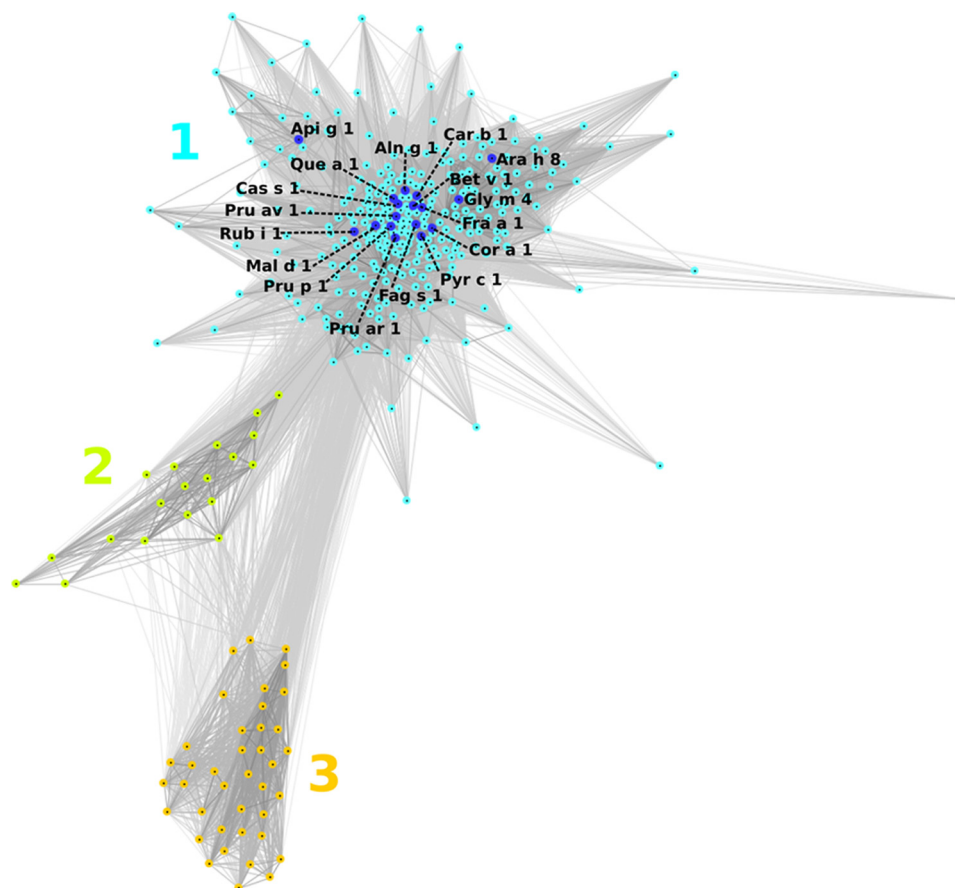 1
Api g 1
Car b 1
Aln g 1
Ara h 8
Que a 1
Bet v 1
Cas s 1
Gly m 4
Pru av 1
Fra a 1
Rub i 1
Cor a 1
Mal d 1
Pyr c 1
Pru p 1
Fag s 1
Pru ar 1
2
3